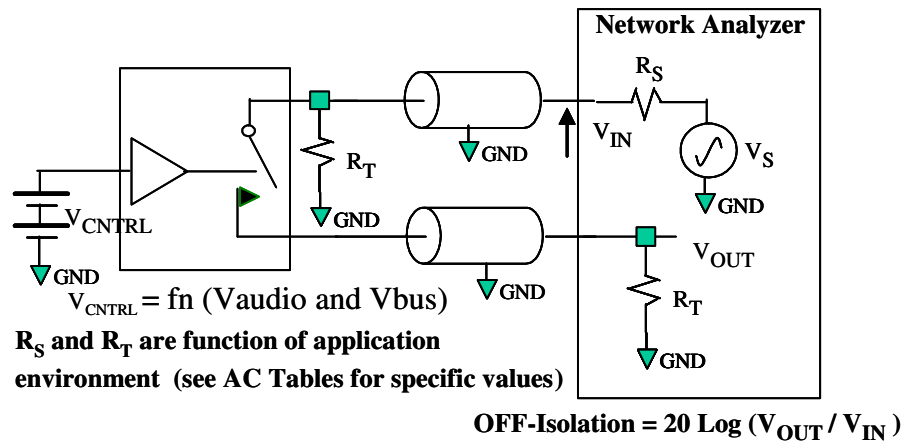 Network Analyzer
R_S
V_IN
V_S
GND
R_T
GND
GND
V_CNTRL
GND
GND
V_OUT
R_T
GND
GND
V_CNTRL = fn (Vaudio and Vbus)
R_S and R_T are function of application
environment (see AC Tables for specific values)
OFF-Isolation = 20 Log (V_OUT / V_IN )